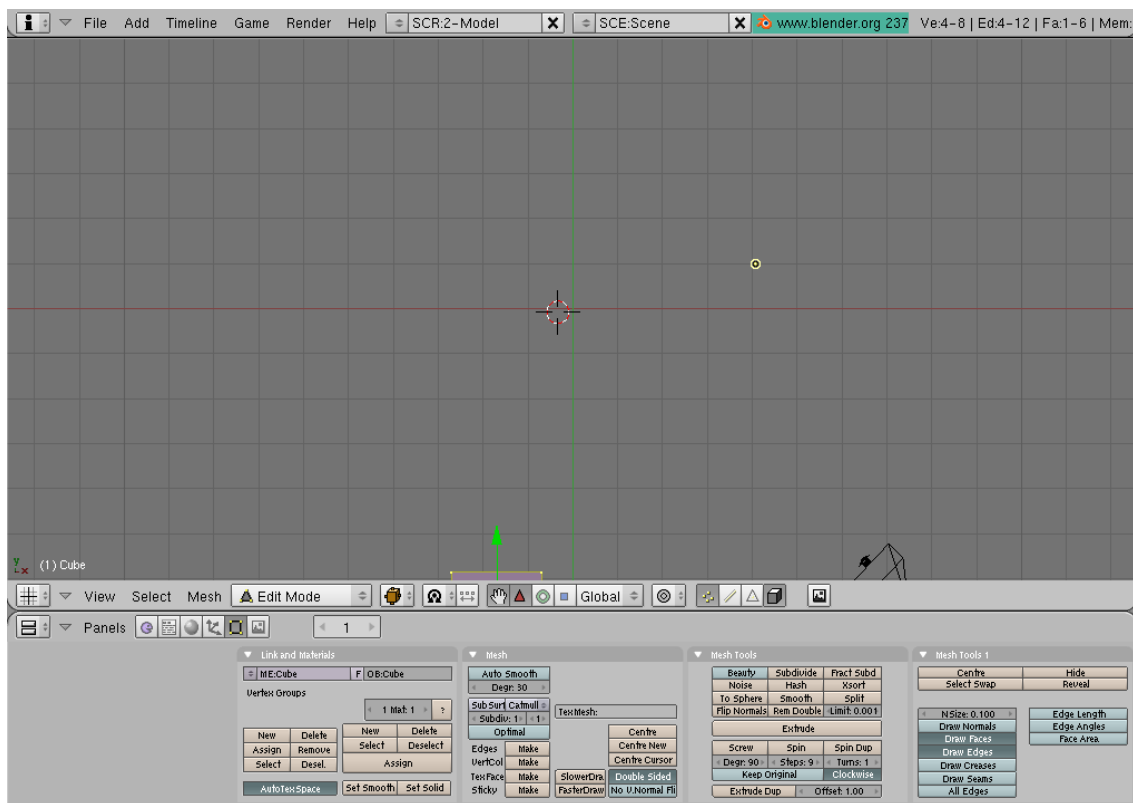 File Add Timeline Game Render Help SCR:2-Model SCE:Scene www.blender.org 237 Ve:4-8 | Ed:4-12 | Fa:1-6 | Mem:
y
x (1) Cube
View Select Mesh Edit Mode Global
Panels 1
Link and Materials
ME:Cube F OB:Cube
Vertex Groups
1 Mat: 1 ?
New Delete New Delete
Assign Remove Select Deselect
Select Desel. Assign
AutoTexSpace Set Smooth Set Solid
Mesh
Auto Smooth
Degr: 30
SubSurf Catmull
Subdiv: 1 1
TexMesh:
Optimal Centre
Edges Make Centre New
VertCol Make Centre Cursor
TexFace Make SlowerDra Double Sided
Sticky Make FasterDraw No V.Normal Fli
Mesh Tools
Beauty Subdivide Fract Subd
Noise Hash Xsort
To Sphere Smooth Split
Flip Normals Rem Double Limit: 0.001
Extrude
Screw Spin Spin Dup
Degr: 90 Steps: 9 Turns: 1
Keep Original Clockwise
Extrude Dup Offset: 1.00
Mesh Tools 1
Centre Hide
Select Swap Reveal
NSize: 0.100 Edge Length
Draw Normals Edge Angles
Draw Faces Face Area
Draw Edges
Draw Creases
Draw Seams
All Edges